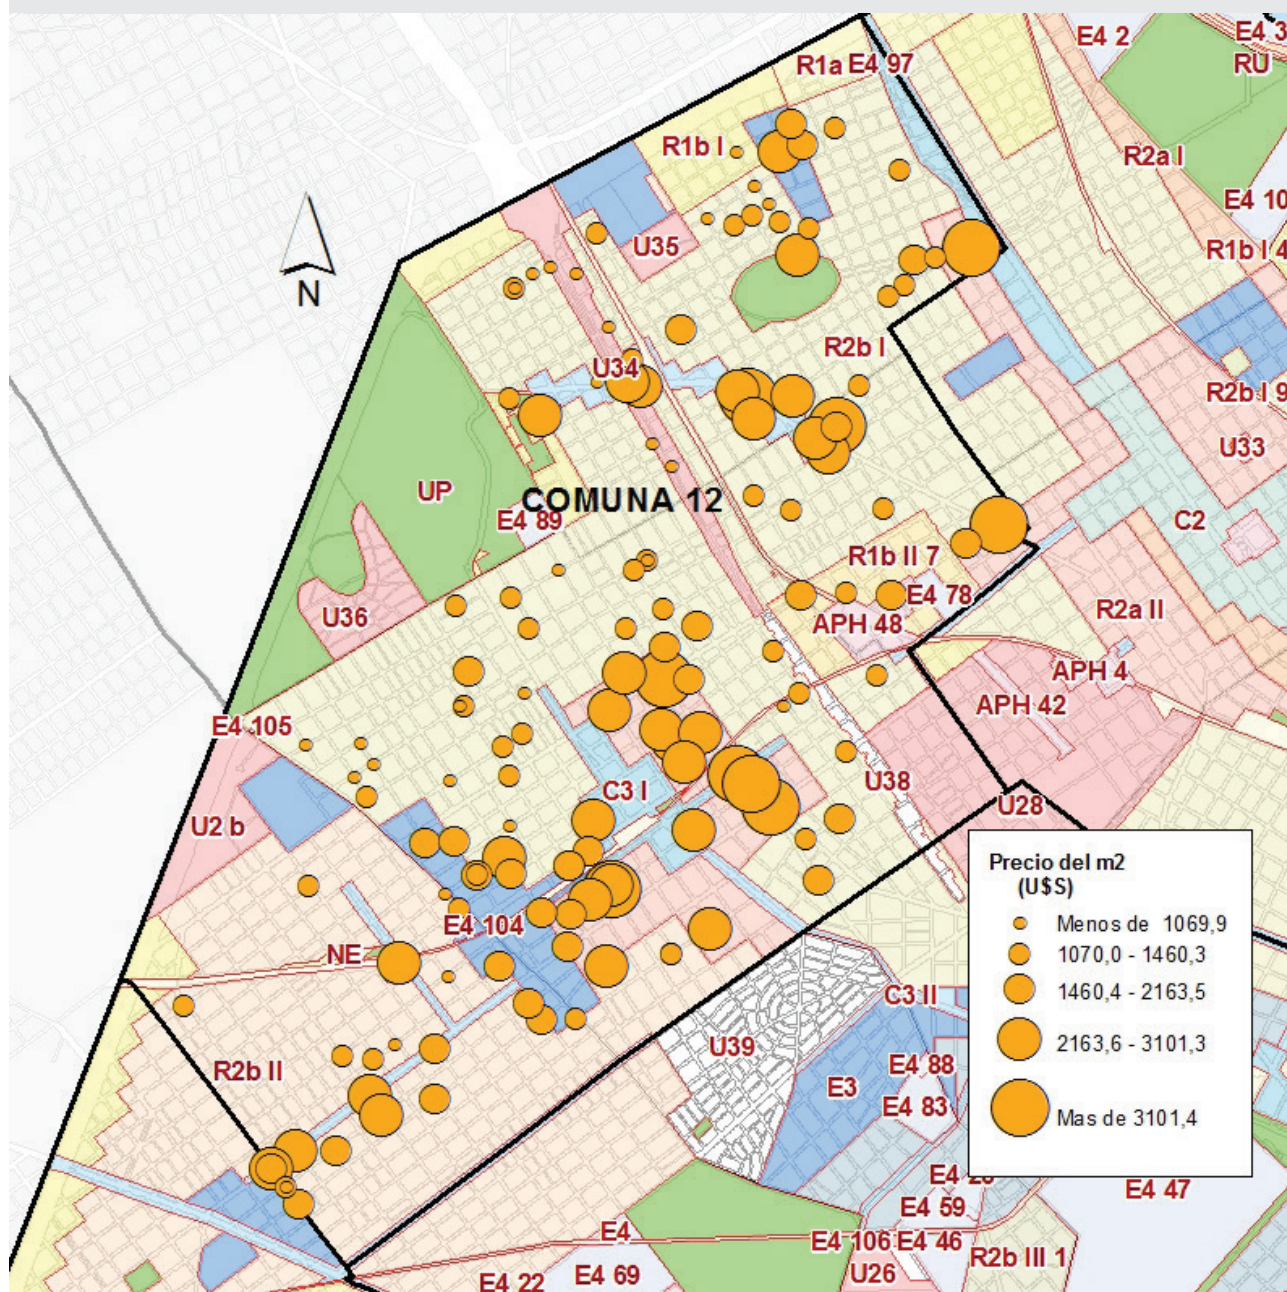 E4 2
E4 3
RU
R1a E4 97
R1b I
R2a I
E4 10
U35
R1b I 4
N
R2b I
U34
R2b I 9
U33
UP
COMUNA 12
E4 89
C2
R1b II 7
E4 78
R2a II
U36
APH 48
APH 4
APH 42
E4 105
U38
C3 I
U28
U2 b
Precio del m2
(U$S)
Menos de 1069,9
1070,0 - 1460,3
1460,4 - 2163,5
2163,6 - 3101,3
Mas de 3101,4
E4 104
NE
C3 II
U39
E4 88
R2b II
E3
E4 83
E4 47
E4 59
E4
E4 106
E4 46
R2b III 1
E4 22
E4 69
U26